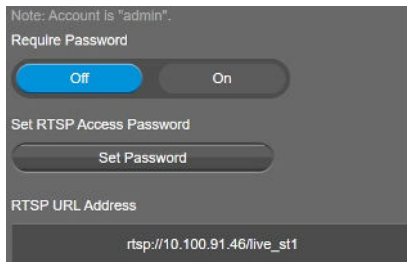 Note: Account is "admin".
Require Password
Off On
Set RTSP Access Password
Set Password
RTSP URL Address
rtsp://10.100.91.46/live_st1